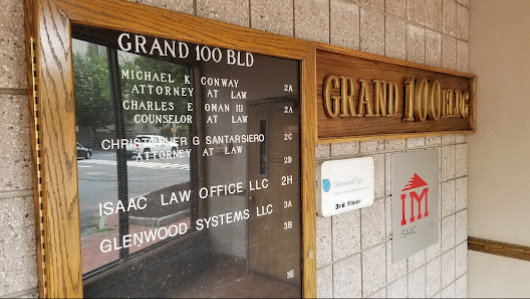 GRAND 100 BLD
MICHAEL K CONWAY
ATTORNEY AT LAW 2A
CHARLES E OMAN III
COUNSELOR AT LAW 2A
CHRISTOPHER G SANTARSIERO 2C
ATTORNEY AT LAW
2D
ISAAC LAW OFFICE LLC 2H
GLENWOOD SYSTEMS LLC 3A
3B
3E
GRAND 100 BLDG
3rd Floor
IM
ISAAC